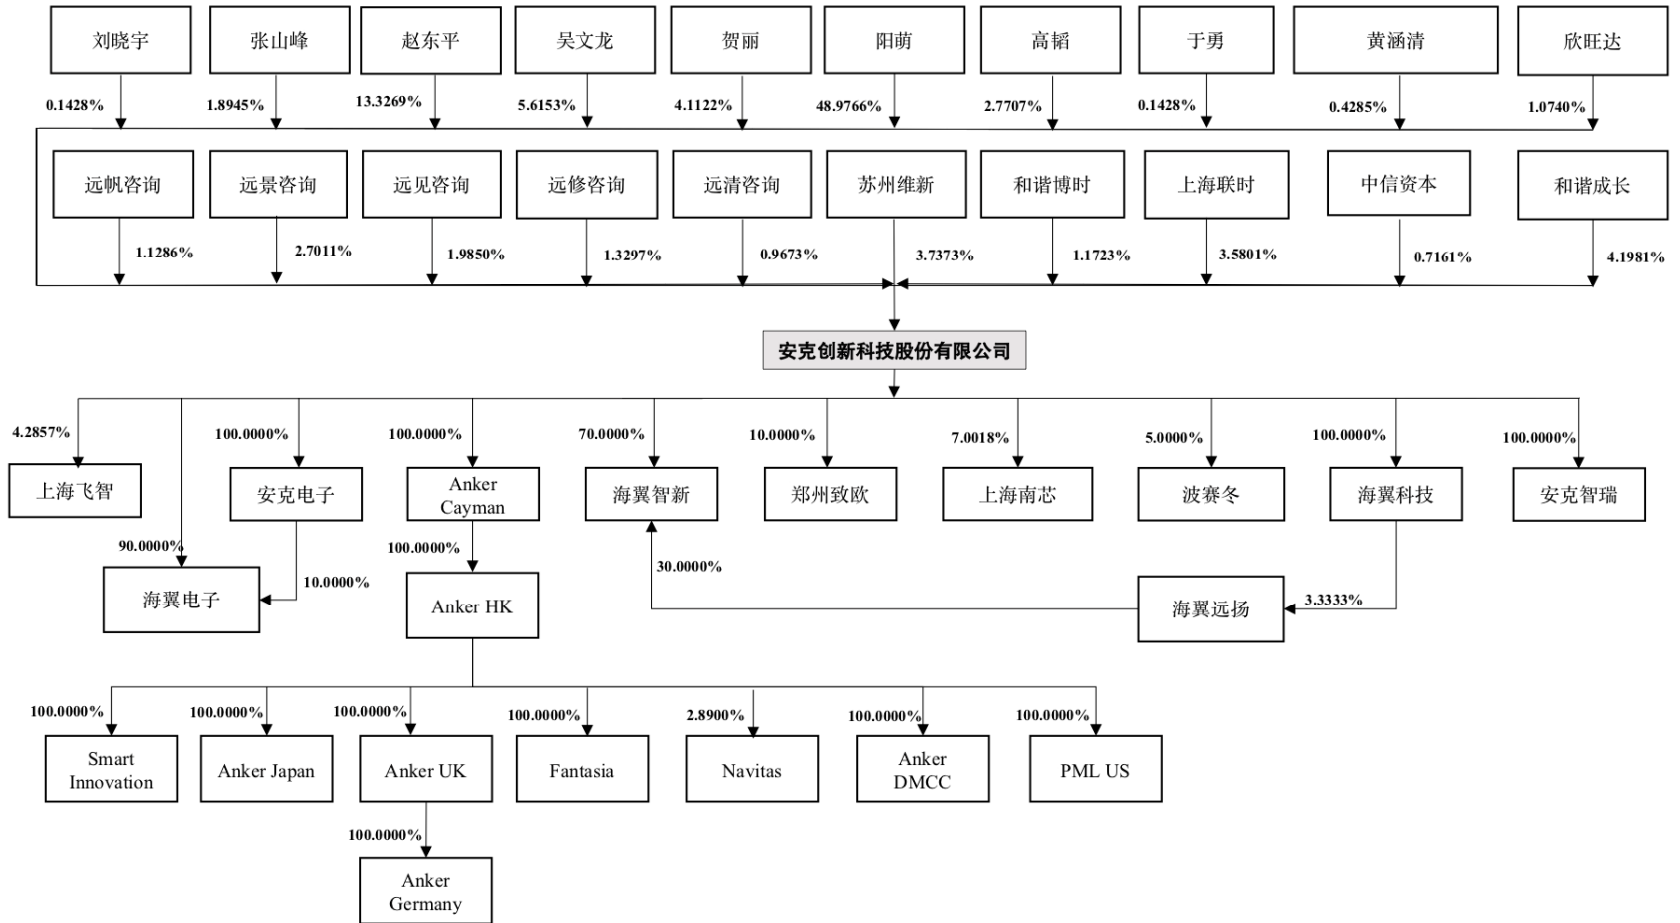 刘晓宇
张山峰
赵东平
吴文龙
贺丽
阳萌
高韬
于勇
黄涵清
欣旺达
0.1428%
1.8945%
13.3269%
5.6153%
4.1122%
48.9766%
2.7707%
0.1428%
0.4285%
1.0740%
远帆咨询
远景咨询
远见咨询
远修咨询
远清咨询
苏州维新
和谐博时
上海联时
中信资本
和谐成长
1.1286%
2.7011%
1.9850%
1.3297%
0.9673%
3.7373%
1.1723%
3.5801%
0.7161%
4.1981%
安克创新科技股份有限公司
4.2857%
100.0000%
100.0000%
70.0000%
10.0000%
7.0018%
5.0000%
100.0000%
100.0000%
上海飞智
安克电子
Anker
Cayman
海翼智新
郑州致欧
上海南芯
波赛冬
海翼科技
安克智瑞
90.0000%
10.0000%
100.0000%
30.0000%
3.3333%
海翼电子
Anker HK
海翼远扬
100.0000%
100.0000%
100.0000%
100.0000%
2.8900%
100.0000%
100.0000%
Smart
Innovation
Anker Japan
Anker UK
Fantasia
Navitas
Anker
DMCC
PML US
100.0000%
Anker
Germany